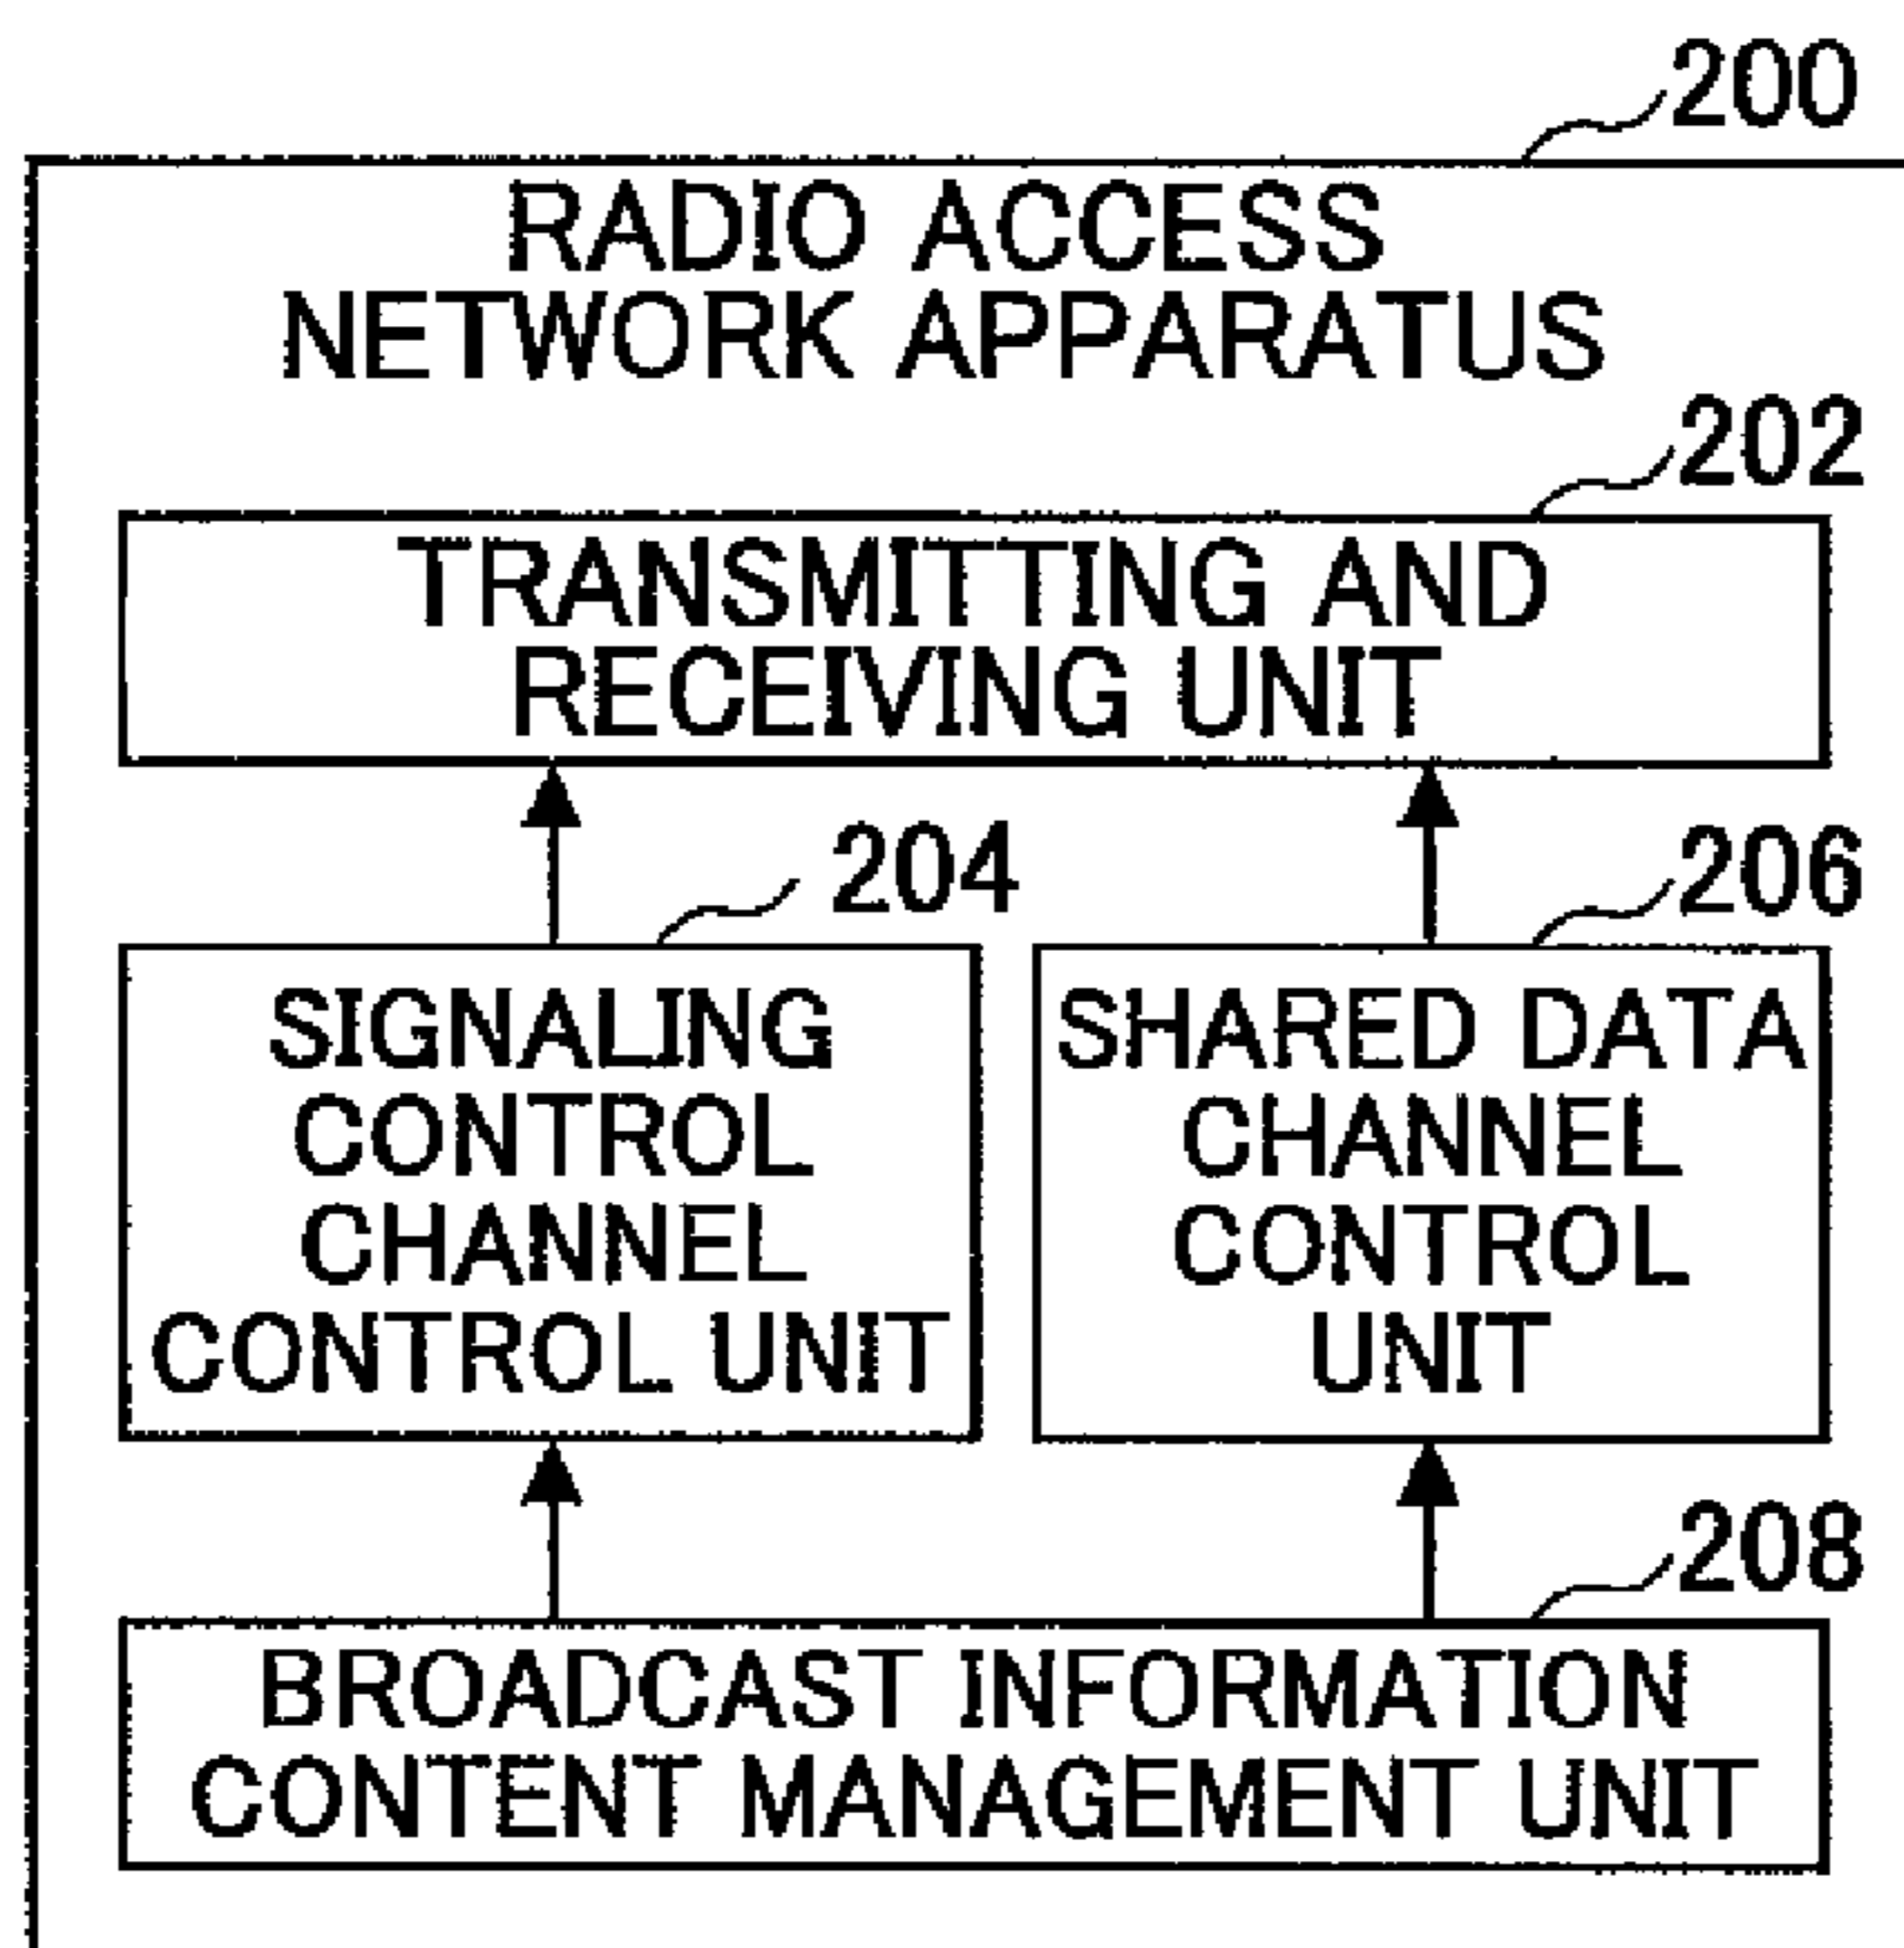 200
RADIO ACCESS
NETWORK APPARATUS
202
TRANSMITTING AND
RECEIVING UNIT
204
206
SIGNALING
CONTROL
CHANNEL
CONTROL UNIT
SHARED DATA
CHANNEL
CONTROL
UNIT
208
BROADCAST INFORMATION
CONTENT MANAGEMENT UNIT